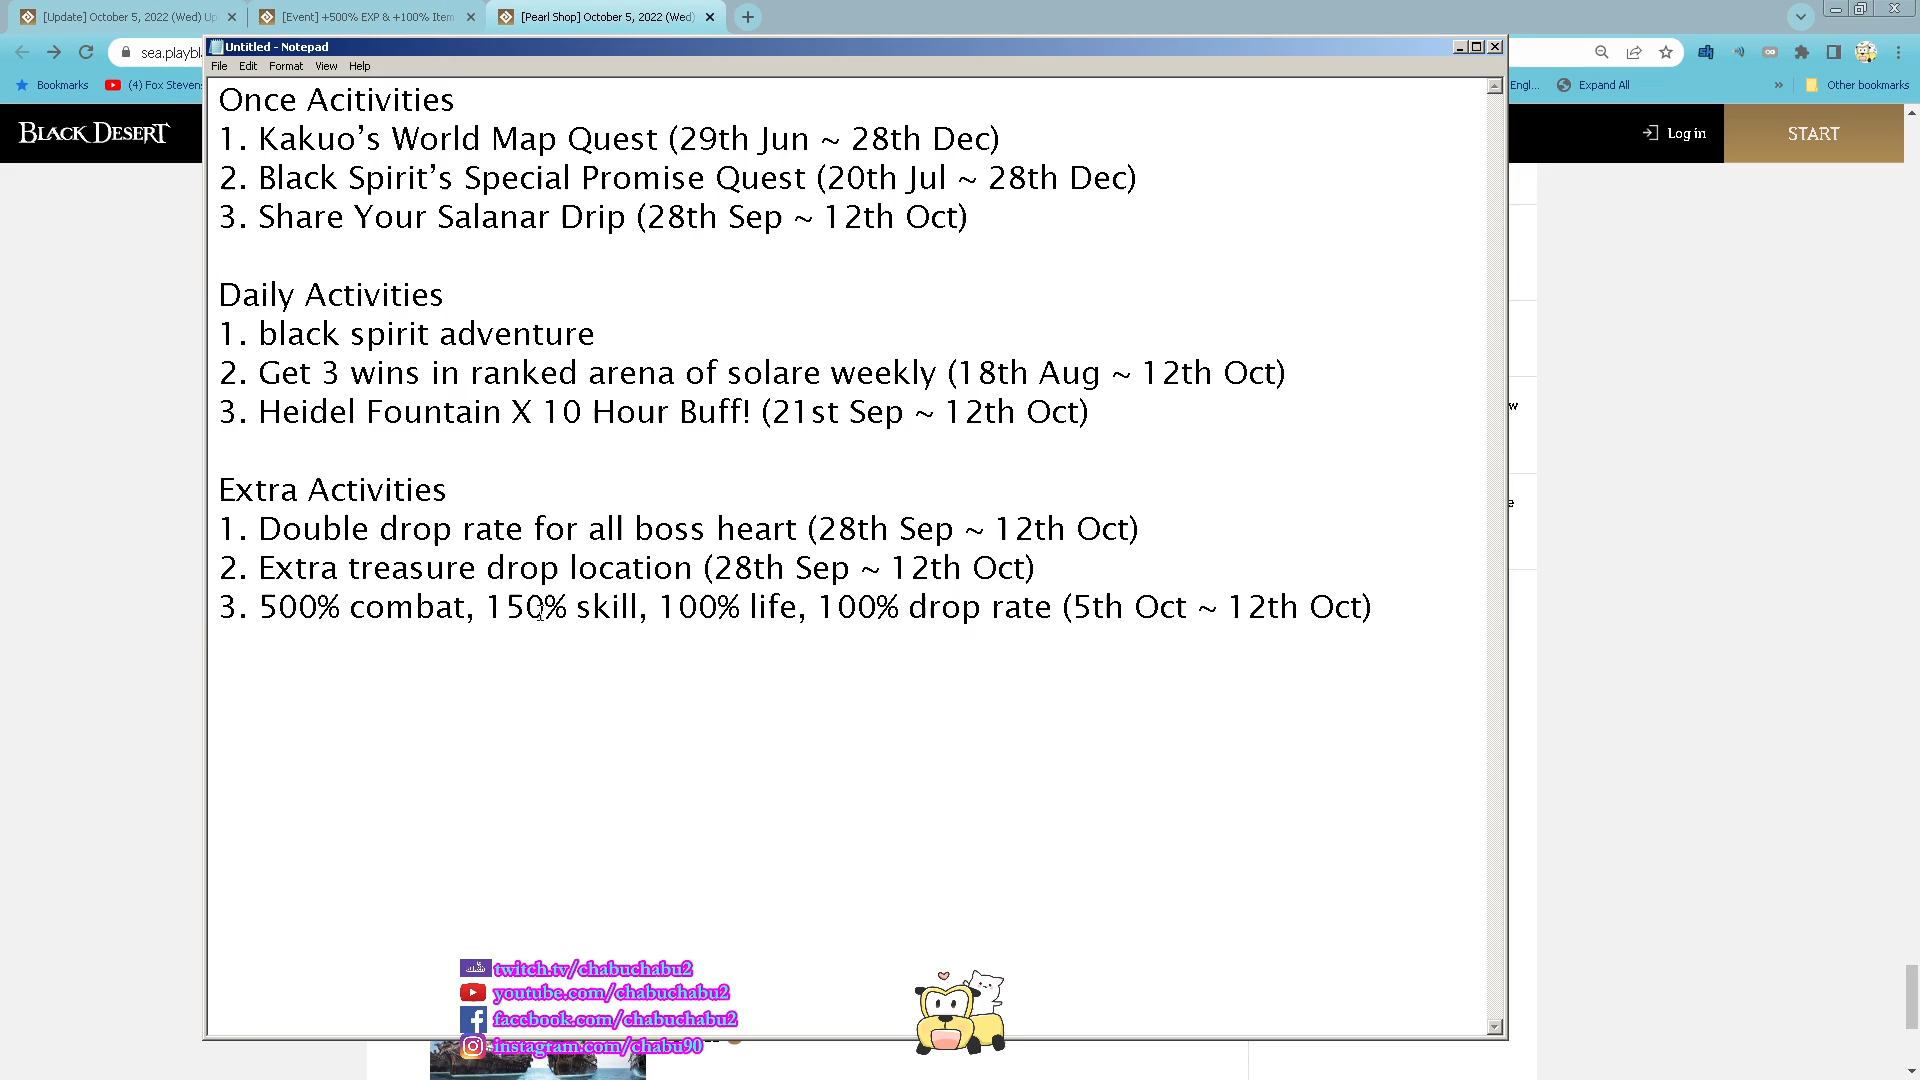 [Update] October 5, 2022 (Wed) Up
[Event] +500% EXP & +100% Item
[Pearl Shop] October 5, 2022 (Wed)
sea.playbl
Untitled - Notepad
File Edit Format View Help
Bookmarks
(4) Fox Stevens
Engl...
Expand All
»
Other bookmarks
BLACK DESERT
Log in
START
Once Acitivities
1. Kakuo’s World Map Quest (29th Jun ~ 28th Dec)
2. Black Spirit’s Special Promise Quest (20th Jul ~ 28th Dec)
3. Share Your Salanar Drip (28th Sep ~ 12th Oct)
Daily Activities
1. black spirit adventure
2. Get 3 wins in ranked arena of solare weekly (18th Aug ~ 12th Oct)
3. Heidel Fountain X 10 Hour Buff! (21st Sep ~ 12th Oct)
Extra Activities
1. Double drop rate for all boss heart (28th Sep ~ 12th Oct)
2. Extra treasure drop location (28th Sep ~ 12th Oct)
3. 500% combat, 150% skill, 100% life, 100% drop rate (5th Oct ~ 12th Oct)
twitch.tv/chabuchabu2
youtube.com/chabuchabu2
facebook.com/chabuchabu2
instagram.com/chabu90